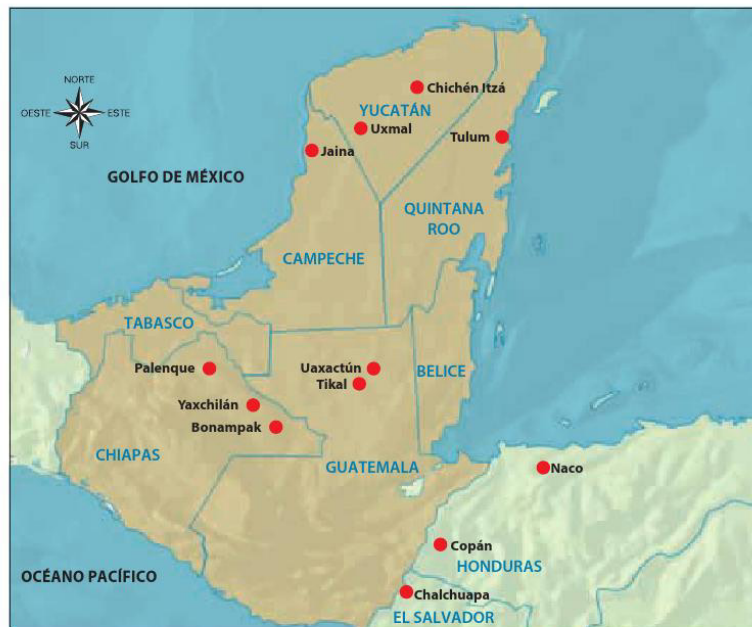 NORTE
OESTE
ESTE
SUR
Chichén Itzá
YUCATÁN
Uxmal
Tulum
Jaina
GOLFO DE MÉXICO
QUINTANA
ROO
CAMPECHE
TABASCO
Palenque
Uaxactún
Tikal
BELICE
Yaxchilán
Bonampak
CHIAPAS
GUATEMALA
Naco
Copán
HONDURAS
OCÉANO PACÍFICO
Chalchuapa
EL SALVADOR